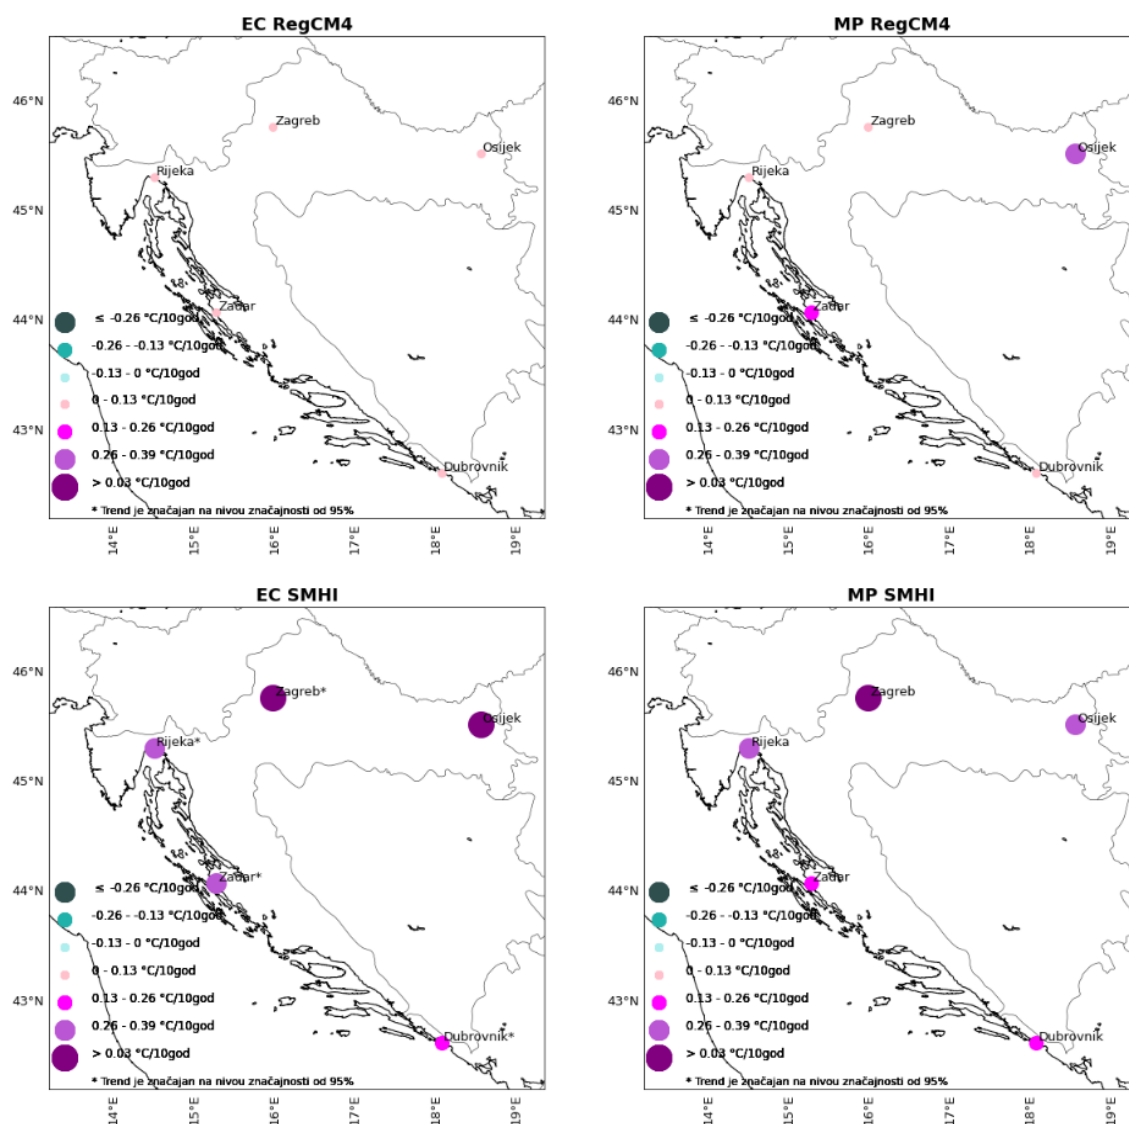 EC RegCM4
46°N
45°N
44°N
43°N
Zagreb
Osijek
Rijeka
Zadar
Dubrovnik
≤ -0.26 °C/10god
-0.26 - -0.13 °C/10god
-0.13 - 0 °C/10god
0 - 0.13 °C/10god
0.13 - 0.26 °C/10god
0.26 - 0.39 °C/10god
> 0.03 °C/10god
* Trend je značajan na nivou značajnosti od 95%
14°E
15°E
16°E
17°E
18°E
19°E
MP RegCM4
46°N
45°N
44°N
43°N
Zagreb
Osijek
Rijeka
Zadar
Dubrovnik
≤ -0.26 °C/10god
-0.26 - -0.13 °C/10god
-0.13 - 0 °C/10god
0 - 0.13 °C/10god
0.13 - 0.26 °C/10god
0.26 - 0.39 °C/10god
> 0.03 °C/10god
* Trend je značajan na nivou značajnosti od 95%
14°E
15°E
16°E
17°E
18°E
19°E
EC SMHI
46°N
45°N
44°N
43°N
Zagreb*
Osijek
Rijeka*
Zadar*
Dubrovnik*
≤ -0.26 °C/10god
-0.26 - -0.13 °C/10god
-0.13 - 0 °C/10god
0 - 0.13 °C/10god
0.13 - 0.26 °C/10god
0.26 - 0.39 °C/10god
> 0.03 °C/10god
* Trend je značajan na nivou značajnosti od 95%
14°E
15°E
16°E
17°E
18°E
19°E
MP SMHI
46°N
45°N
44°N
43°N
Zagreb
Osijek
Rijeka
Zadar
Dubrovnik
≤ -0.26 °C/10god
-0.26 - -0.13 °C/10god
-0.13 - 0 °C/10god
0 - 0.13 °C/10god
0.13 - 0.26 °C/10god
0.26 - 0.39 °C/10god
> 0.03 °C/10god
* Trend je značajan na nivou značajnosti od 95%
14°E
15°E
16°E
17°E
18°E
19°E